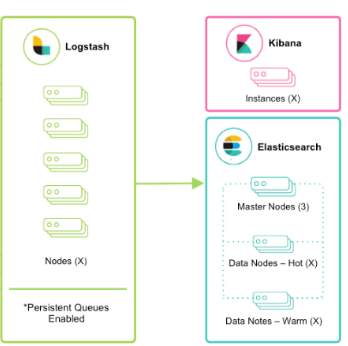 Logstash
Nodes (X)
*Persistent Queues
Enabled
Kibana
Instances (X)
Elasticsearch
Master Nodes (3)
Data Nodes – Hot (X)
Data Notes – Warm (X)